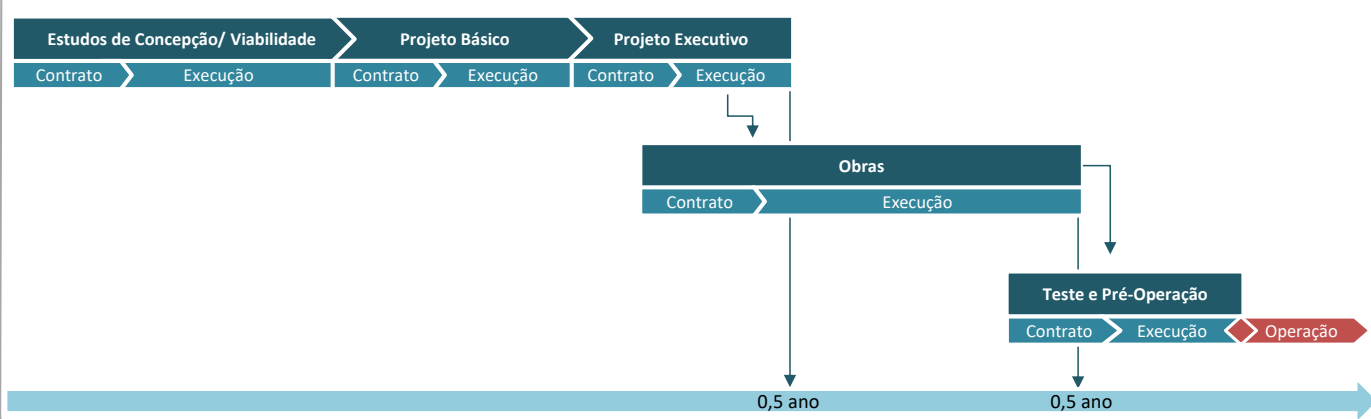 Estudos de Concepção/ Viabilidade
Projeto Básico
Projeto Executivo
Contrato
Execução
Contrato
Execução
Contrato
Execução
Obras
Contrato
Execução
Teste e Pré-Operação
Contrato
Execução
Operação
0,5 ano
0,5 ano